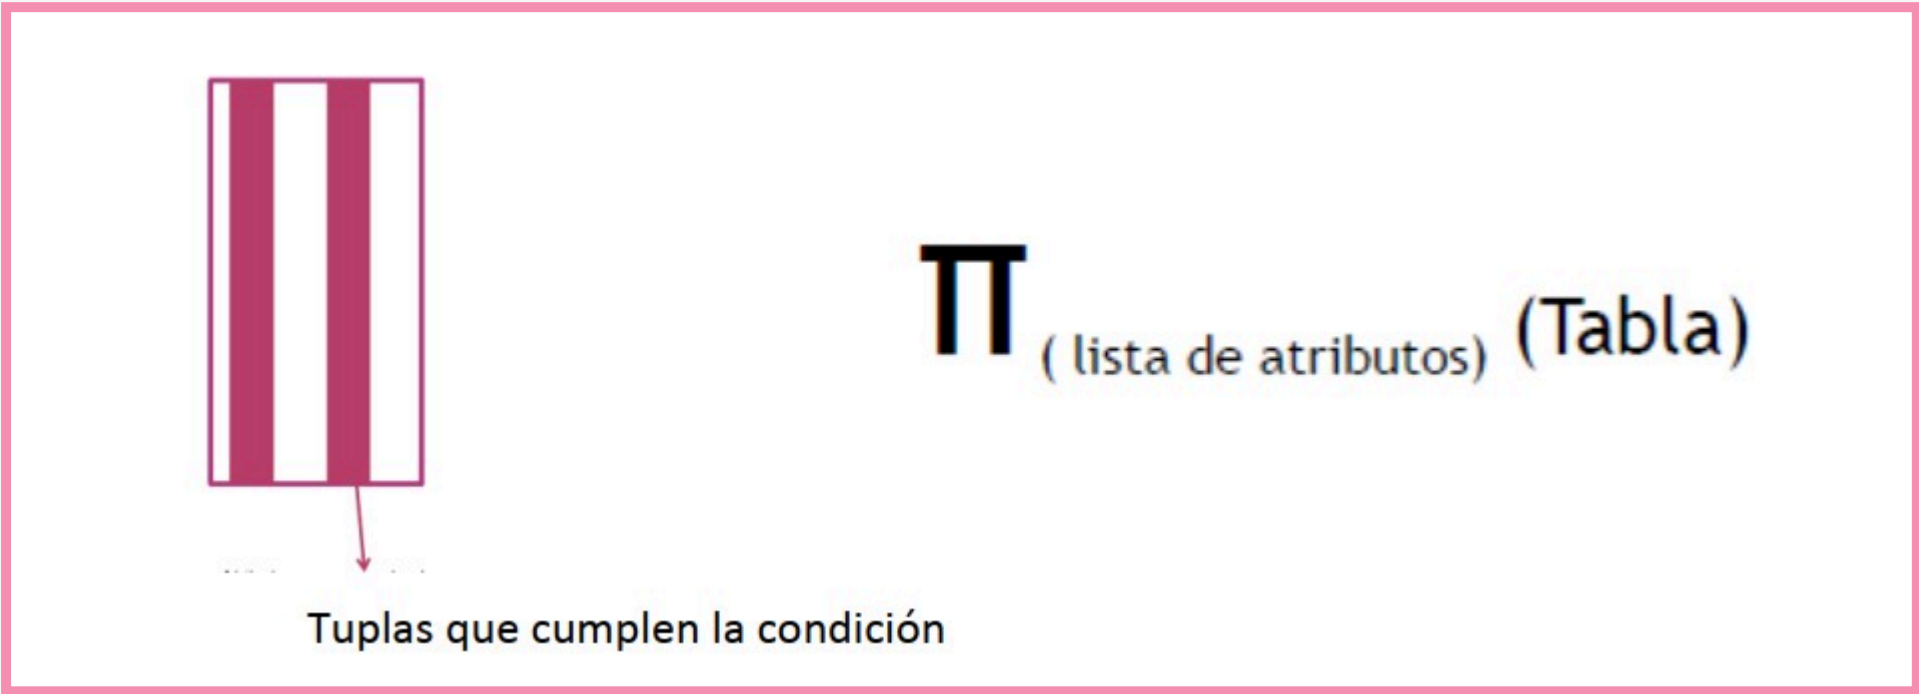 Π ( lista de atributos) (Tabla)
Tuplas que cumplen la condición